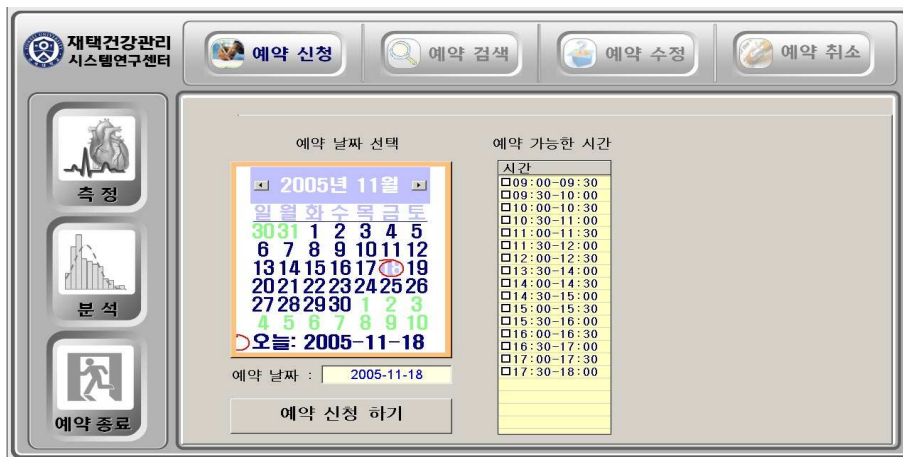 재택건강관리
시스템연구센터
예약 신청
예약 검색
예약 수정
예약 취소
측정
분석
예약종료
예약 날짜 선택
2005년 11월
일 월 화 수 목 금 토
30 31 1 2 3 4 5
6 7 8 9 10 11 12
13 14 15 16 17 18 19
20 21 22 23 24 25 26
27 28 29 30 1 2 3
4 5 6 7 8 9 10
오늘: 2005-11-18
예약 날짜 : 2005-11-18
예약 신청 하기
예약 가능한 시간
시간
09:00-09:30
09:30-10:00
10:00-10:30
10:30-11:00
11:00-11:30
11:30-12:00
12:00-12:30
13:30-14:00
14:00-14:30
14:30-15:00
15:00-15:30
15:30-16:00
16:00-16:30
16:30-17:00
17:00-17:30
17:30-18:00